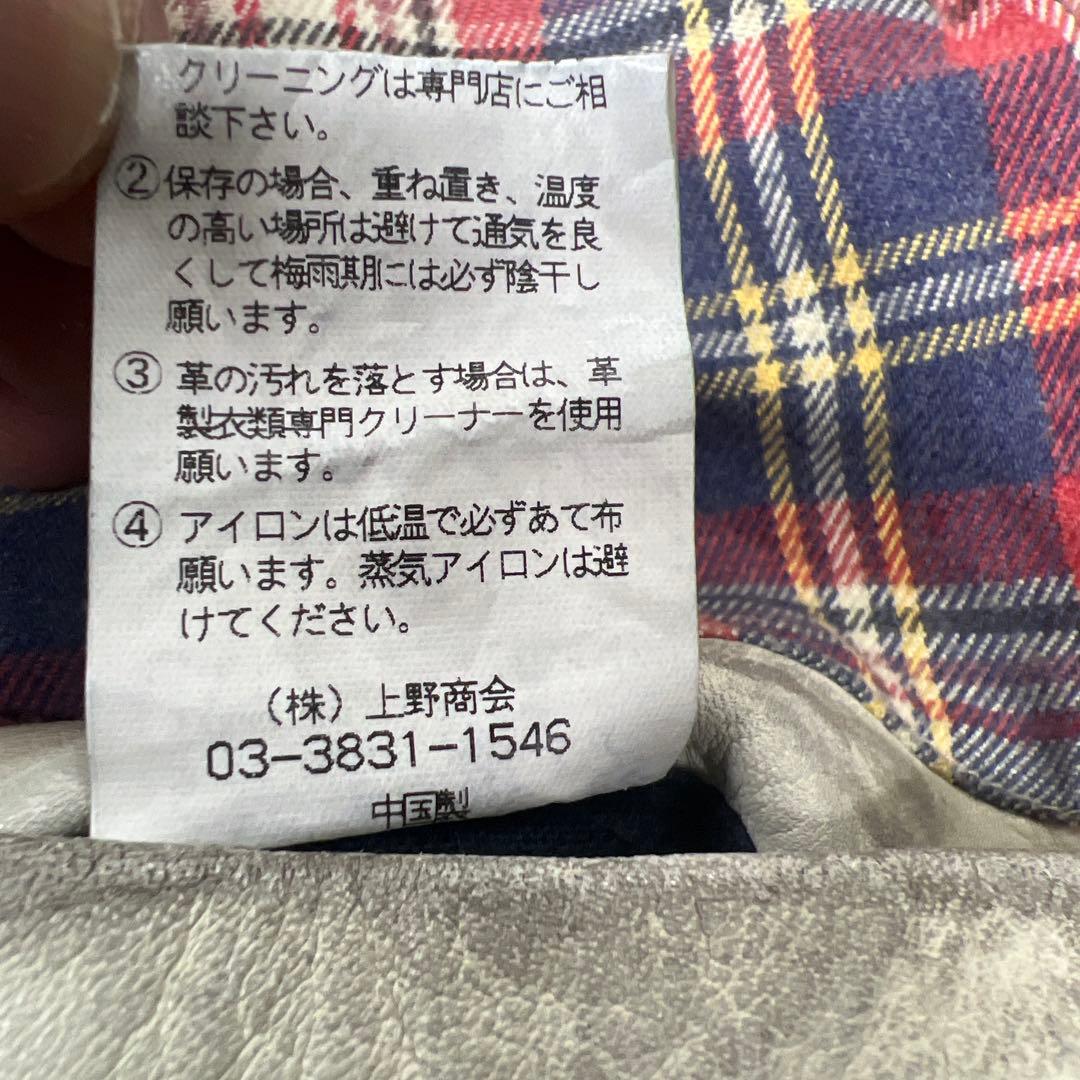 クリーニングは専門店にご相
談下さい。
②保存の場合、重ね置き、温度
の高い場所は避けて通気を良
くして梅雨期には必ず陰干し
願います。
③ 革の汚れを落とす場合は、革
製衣類専門クリーナーを使用
願います。
④ アイロンは低温で必ずあて布
願います。蒸気アイロンは避
けてください。
（株）上野商会
03-3831-1546
中国製